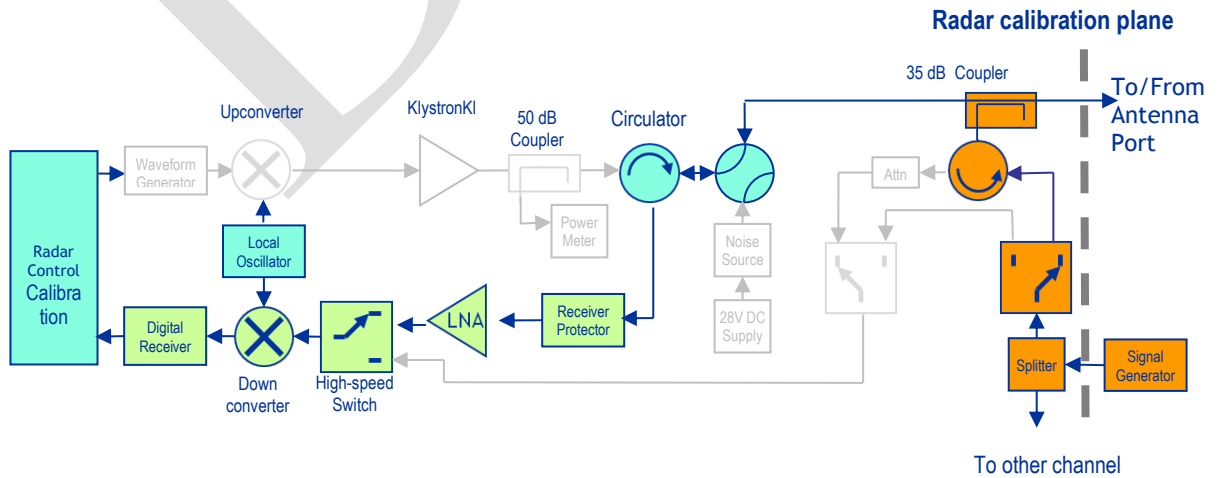 Radar calibration plane
35 dB Coupler
To/From
Antenna
Port
Upconverter
KlystronKl
50 dB
Coupler
Circulator
Waveform
Generator
Attn
Power
Meter
Noise
Source
Radar
Control
Calibra
tion
Local
Oscillator
LNA
Receiver
Protector
28V DC
Supply
Digital
Receiver
Splitter
Signal
Generator
Down
converter
High-speed
Switch
To other channel